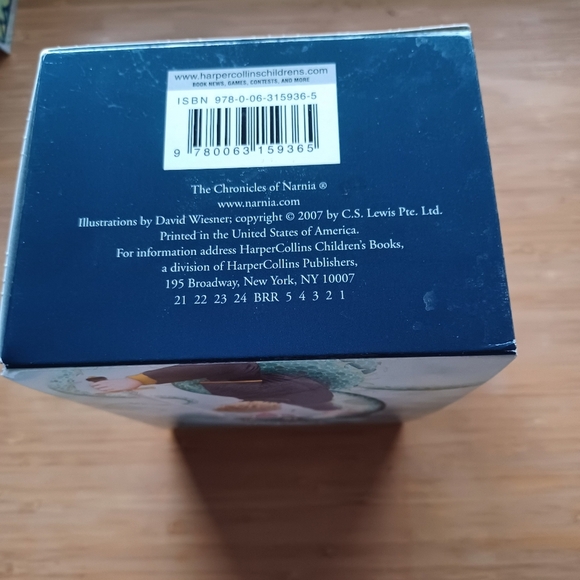 www.harpercollinschildrens.com
BOOK NEWS, GAMES, CONTESTS, AND MORE
ISBN 978-0-06-315936-5
9 780063 159365
The Chronicles of Narnia ®
www.narnia.com
Illustrations by David Wiesner; copyright © 2007 by C.S. Lewis Pte. Ltd.
Printed in the United States of America.
For information address HarperCollins Children's Books,
a division of HarperCollins Publishers,
195 Broadway, New York, NY 10007
21 22 23 24 BRR 5 4 3 2 1